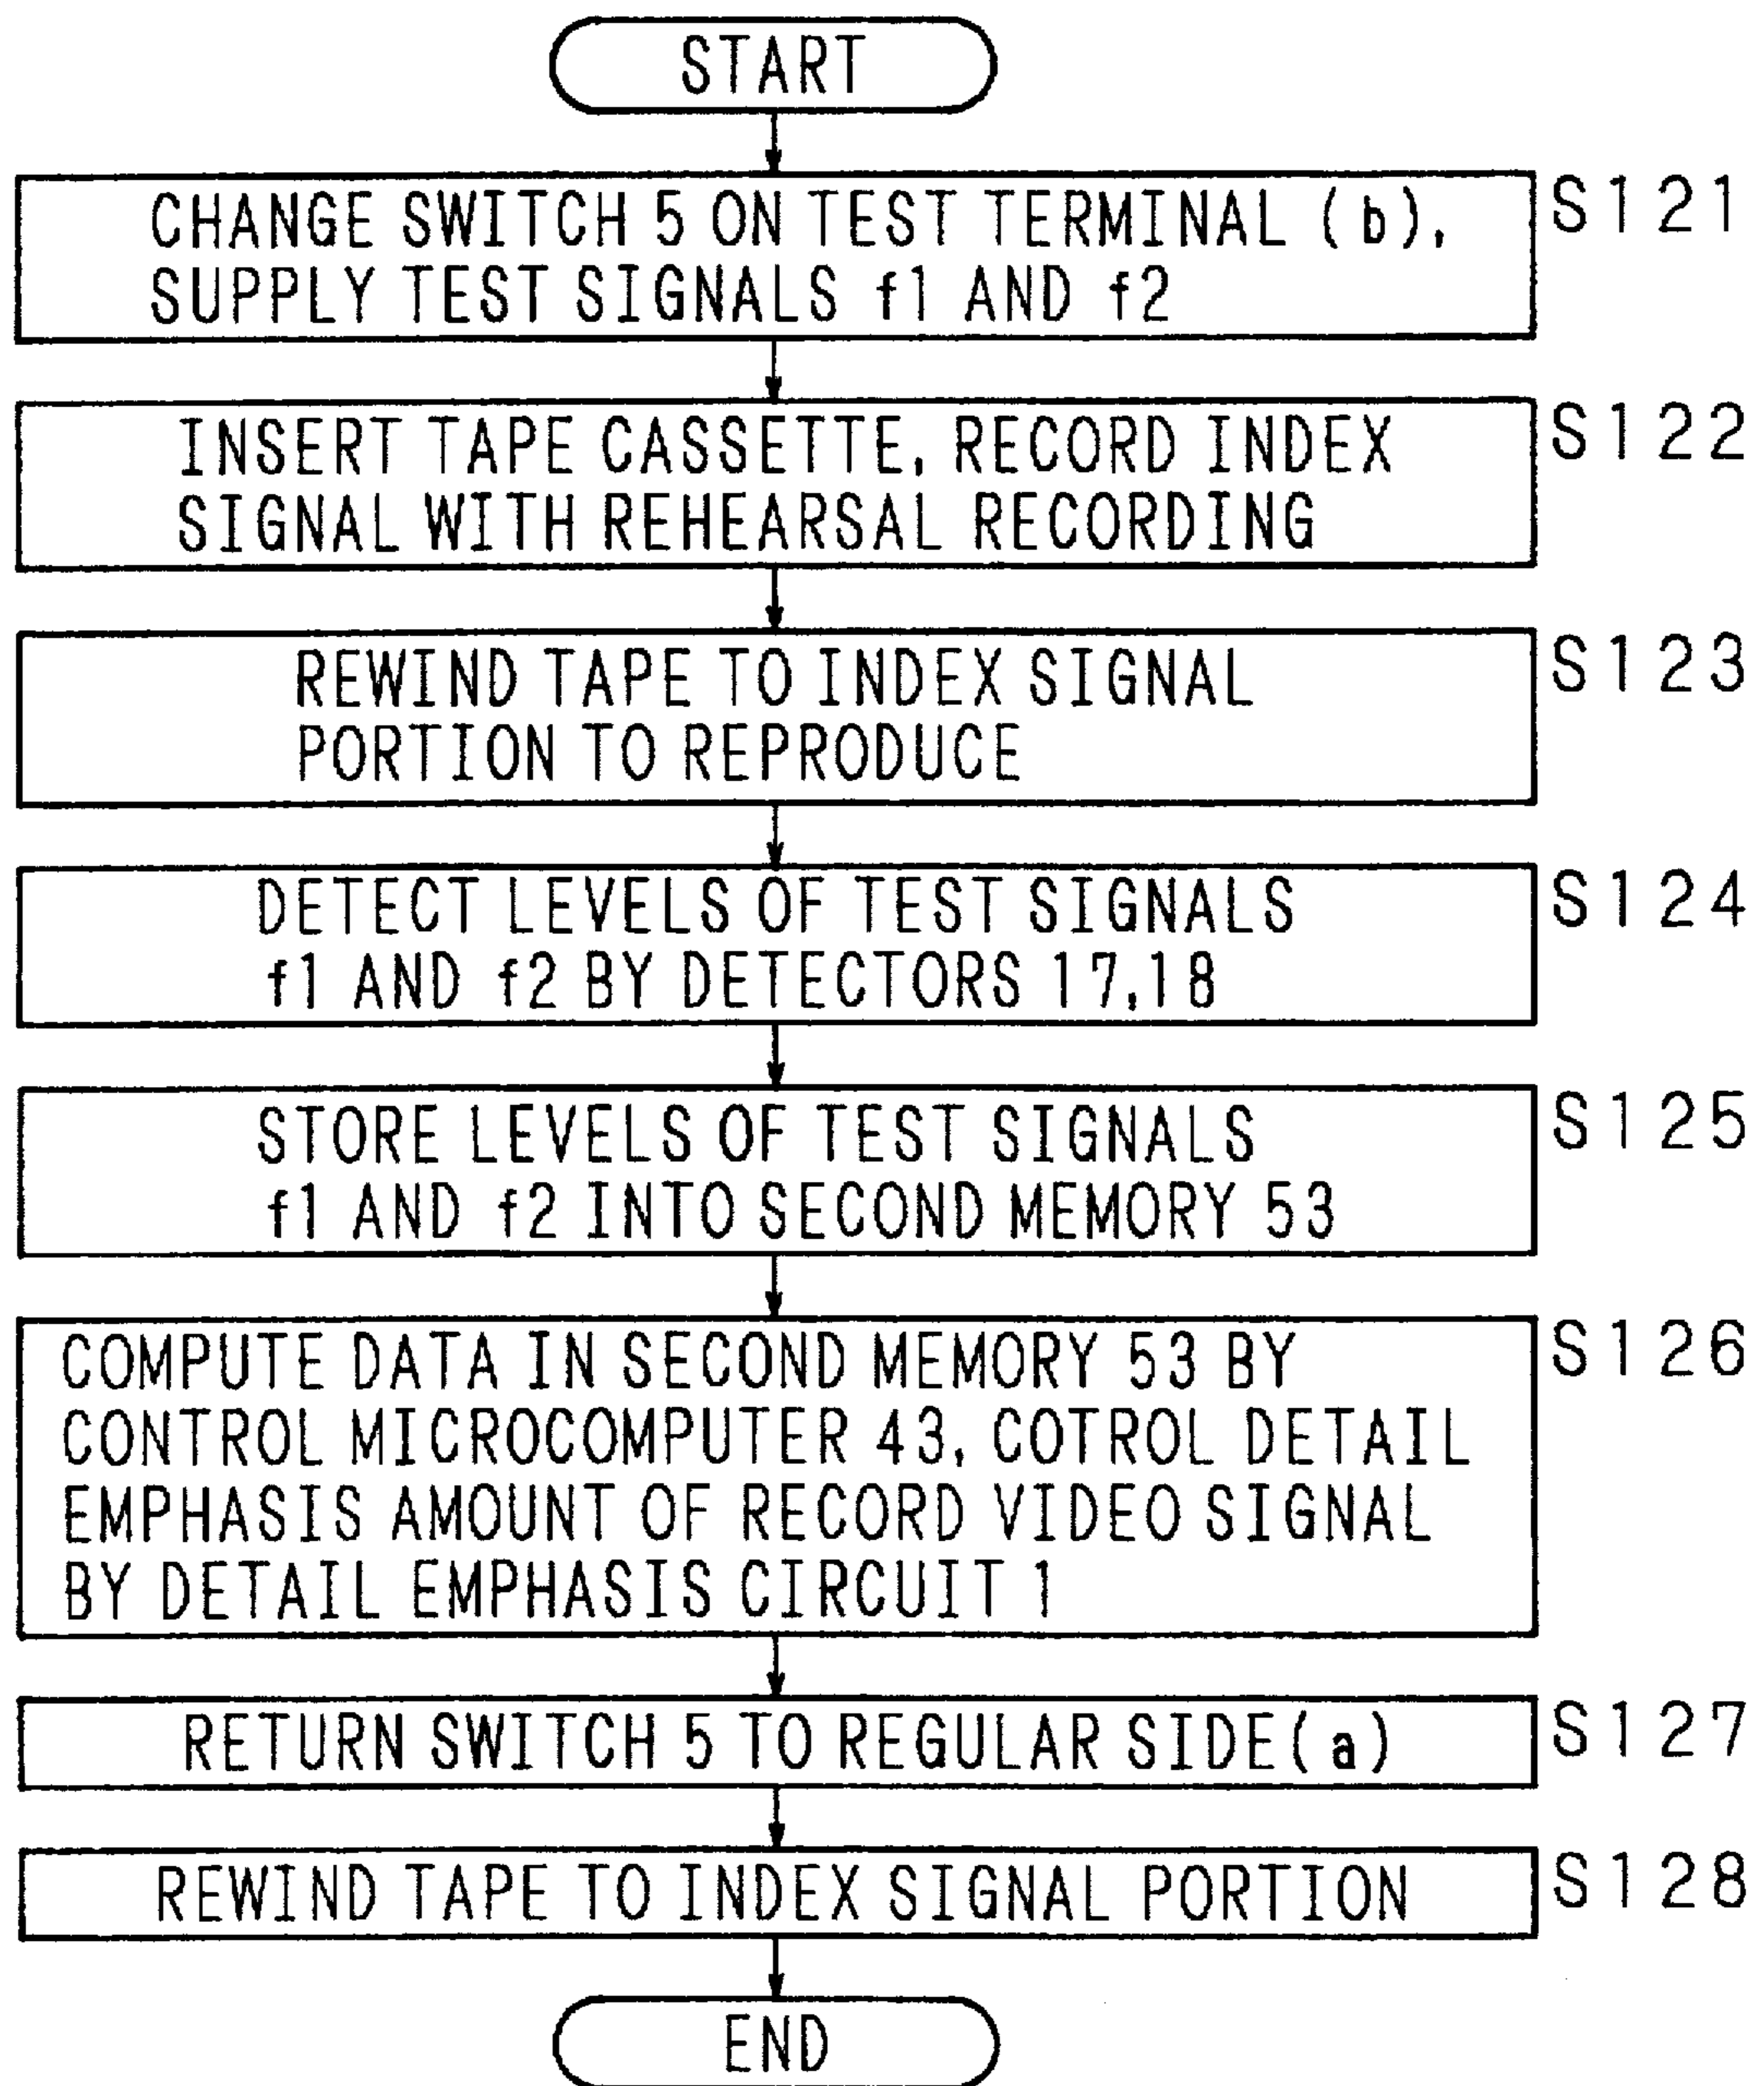 START
CHANGE SWITCH 5 ON TEST TERMINAL (b),
SUPPLY TEST SIGNALS f1 AND f2
S121
INSERT TAPE CASSETTE, RECORD INDEX
SIGNAL WITH REHEARSAL RECORDING
S122
REWIND TAPE TO INDEX SIGNAL
PORTION TO REPRODUCE
S123
DETECT LEVELS OF TEST SIGNALS
f1 AND f2 BY DETECTORS 17,18
S124
STORE LEVELS OF TEST SIGNALS
f1 AND f2 INTO SECOND MEMORY 53
S125
COMPUTE DATA IN SECOND MEMORY 53 BY
CONTROL MICROCOMPUTER 43, COTROL DETAIL
EMPHASIS AMOUNT OF RECORD VIDEO SIGNAL
BY DETAIL EMPHASIS CIRCUIT 1
S126
RETURN SWITCH 5 TO REGULAR SIDE(a)
S127
REWIND TAPE TO INDEX SIGNAL PORTION
S128
END